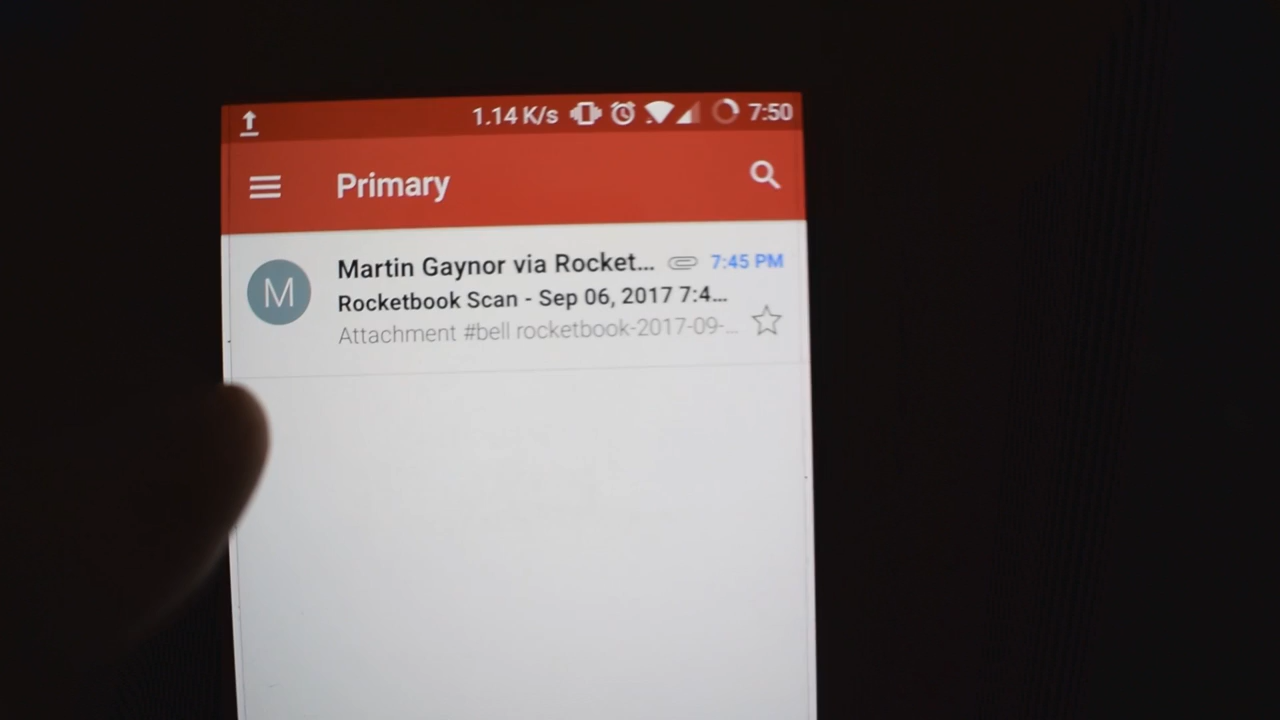 1.14 K/s 7:50
Primary
M
Martin Gaynor via Rocket... 7:45 PM
Rocketbook Scan - Sep 06, 2017 7:4...
Attachment #bell rocketbook-2017-09-...